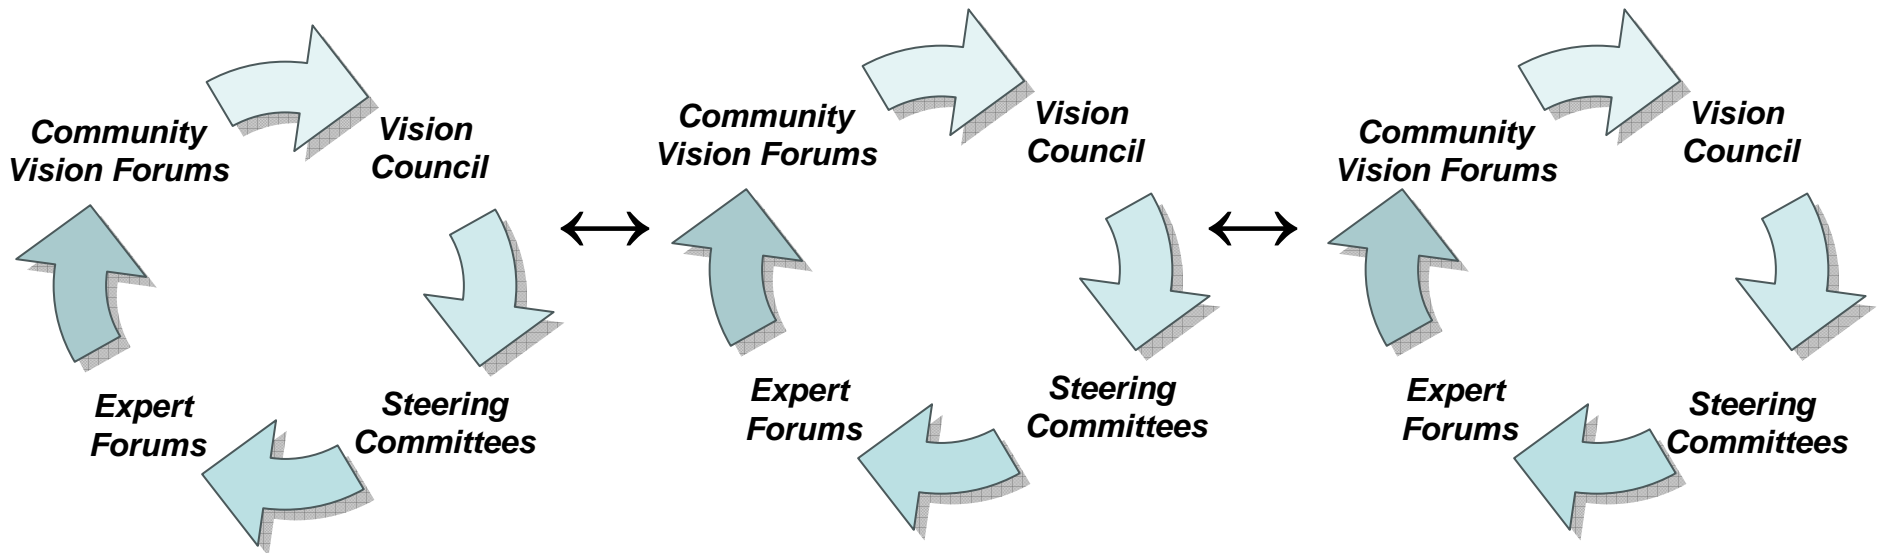 Community
Vision Forums
Vision
Council
Steering
Committees
Expert
Forums
Community
Vision Forums
Vision
Council
Steering
Committees
Expert
Forums
Community
Vision Forums
Vision
Council
Steering
Committees
Expert
Forums